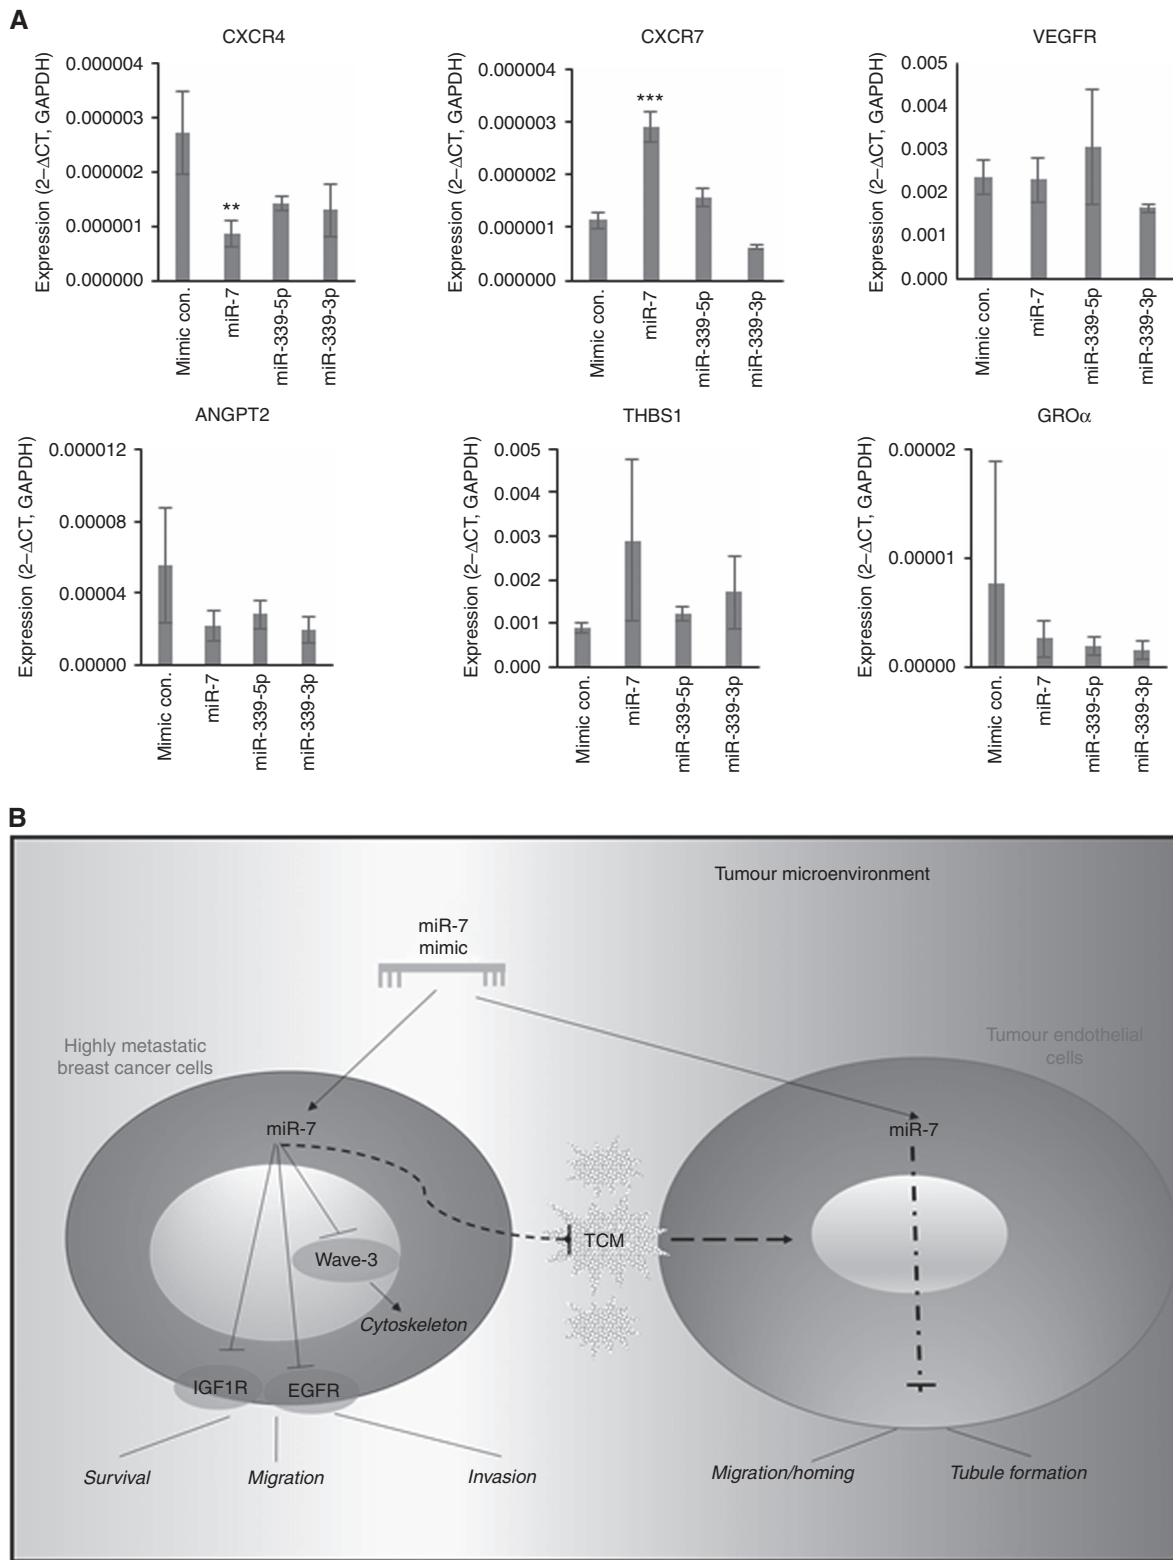 A
CXCR4
Expression (2–ΔCT, GAPDH)
0.000004
0.000003
0.000002
0.000001
0.000000
**
Mimic con.
miR-7
miR-339-5p
miR-339-3p
CXCR7
Expression (2–ΔCT, GAPDH)
0.000004
0.000003
0.000002
0.000001
0.000000
***
Mimic con.
miR-7
miR-339-5p
miR-339-3p
VEGFR
Expression (2–ΔCT, GAPDH)
0.005
0.004
0.003
0.002
0.001
0.000
Mimic con.
miR-7
miR-339-5p
miR-339-3p
ANGPT2
Expression (2–ΔCT, GAPDH)
0.000012
0.00008
0.00004
0.00000
Mimic con.
miR-7
miR-339-5p
miR-339-3p
THBS1
Expression (2–ΔCT, GAPDH)
0.005
0.004
0.003
0.002
0.001
0.000
Mimic con.
miR-7
miR-339-5p
miR-339-3p
GROα
Expression (2–ΔCT, GAPDH)
0.00002
0.00001
0.00000
Mimic con.
miR-7
miR-339-5p
miR-339-3p
B
Tumour microenvironment
miR-7
mimic
Highly metastatic
breast cancer cells
Tumour endothelial
cells
miR-7
miR-7
Wave-3
TCM
Cytoskeleton
IGF1R
EGFR
Survival
Migration
Invasion
Migration/homing
Tubule formation